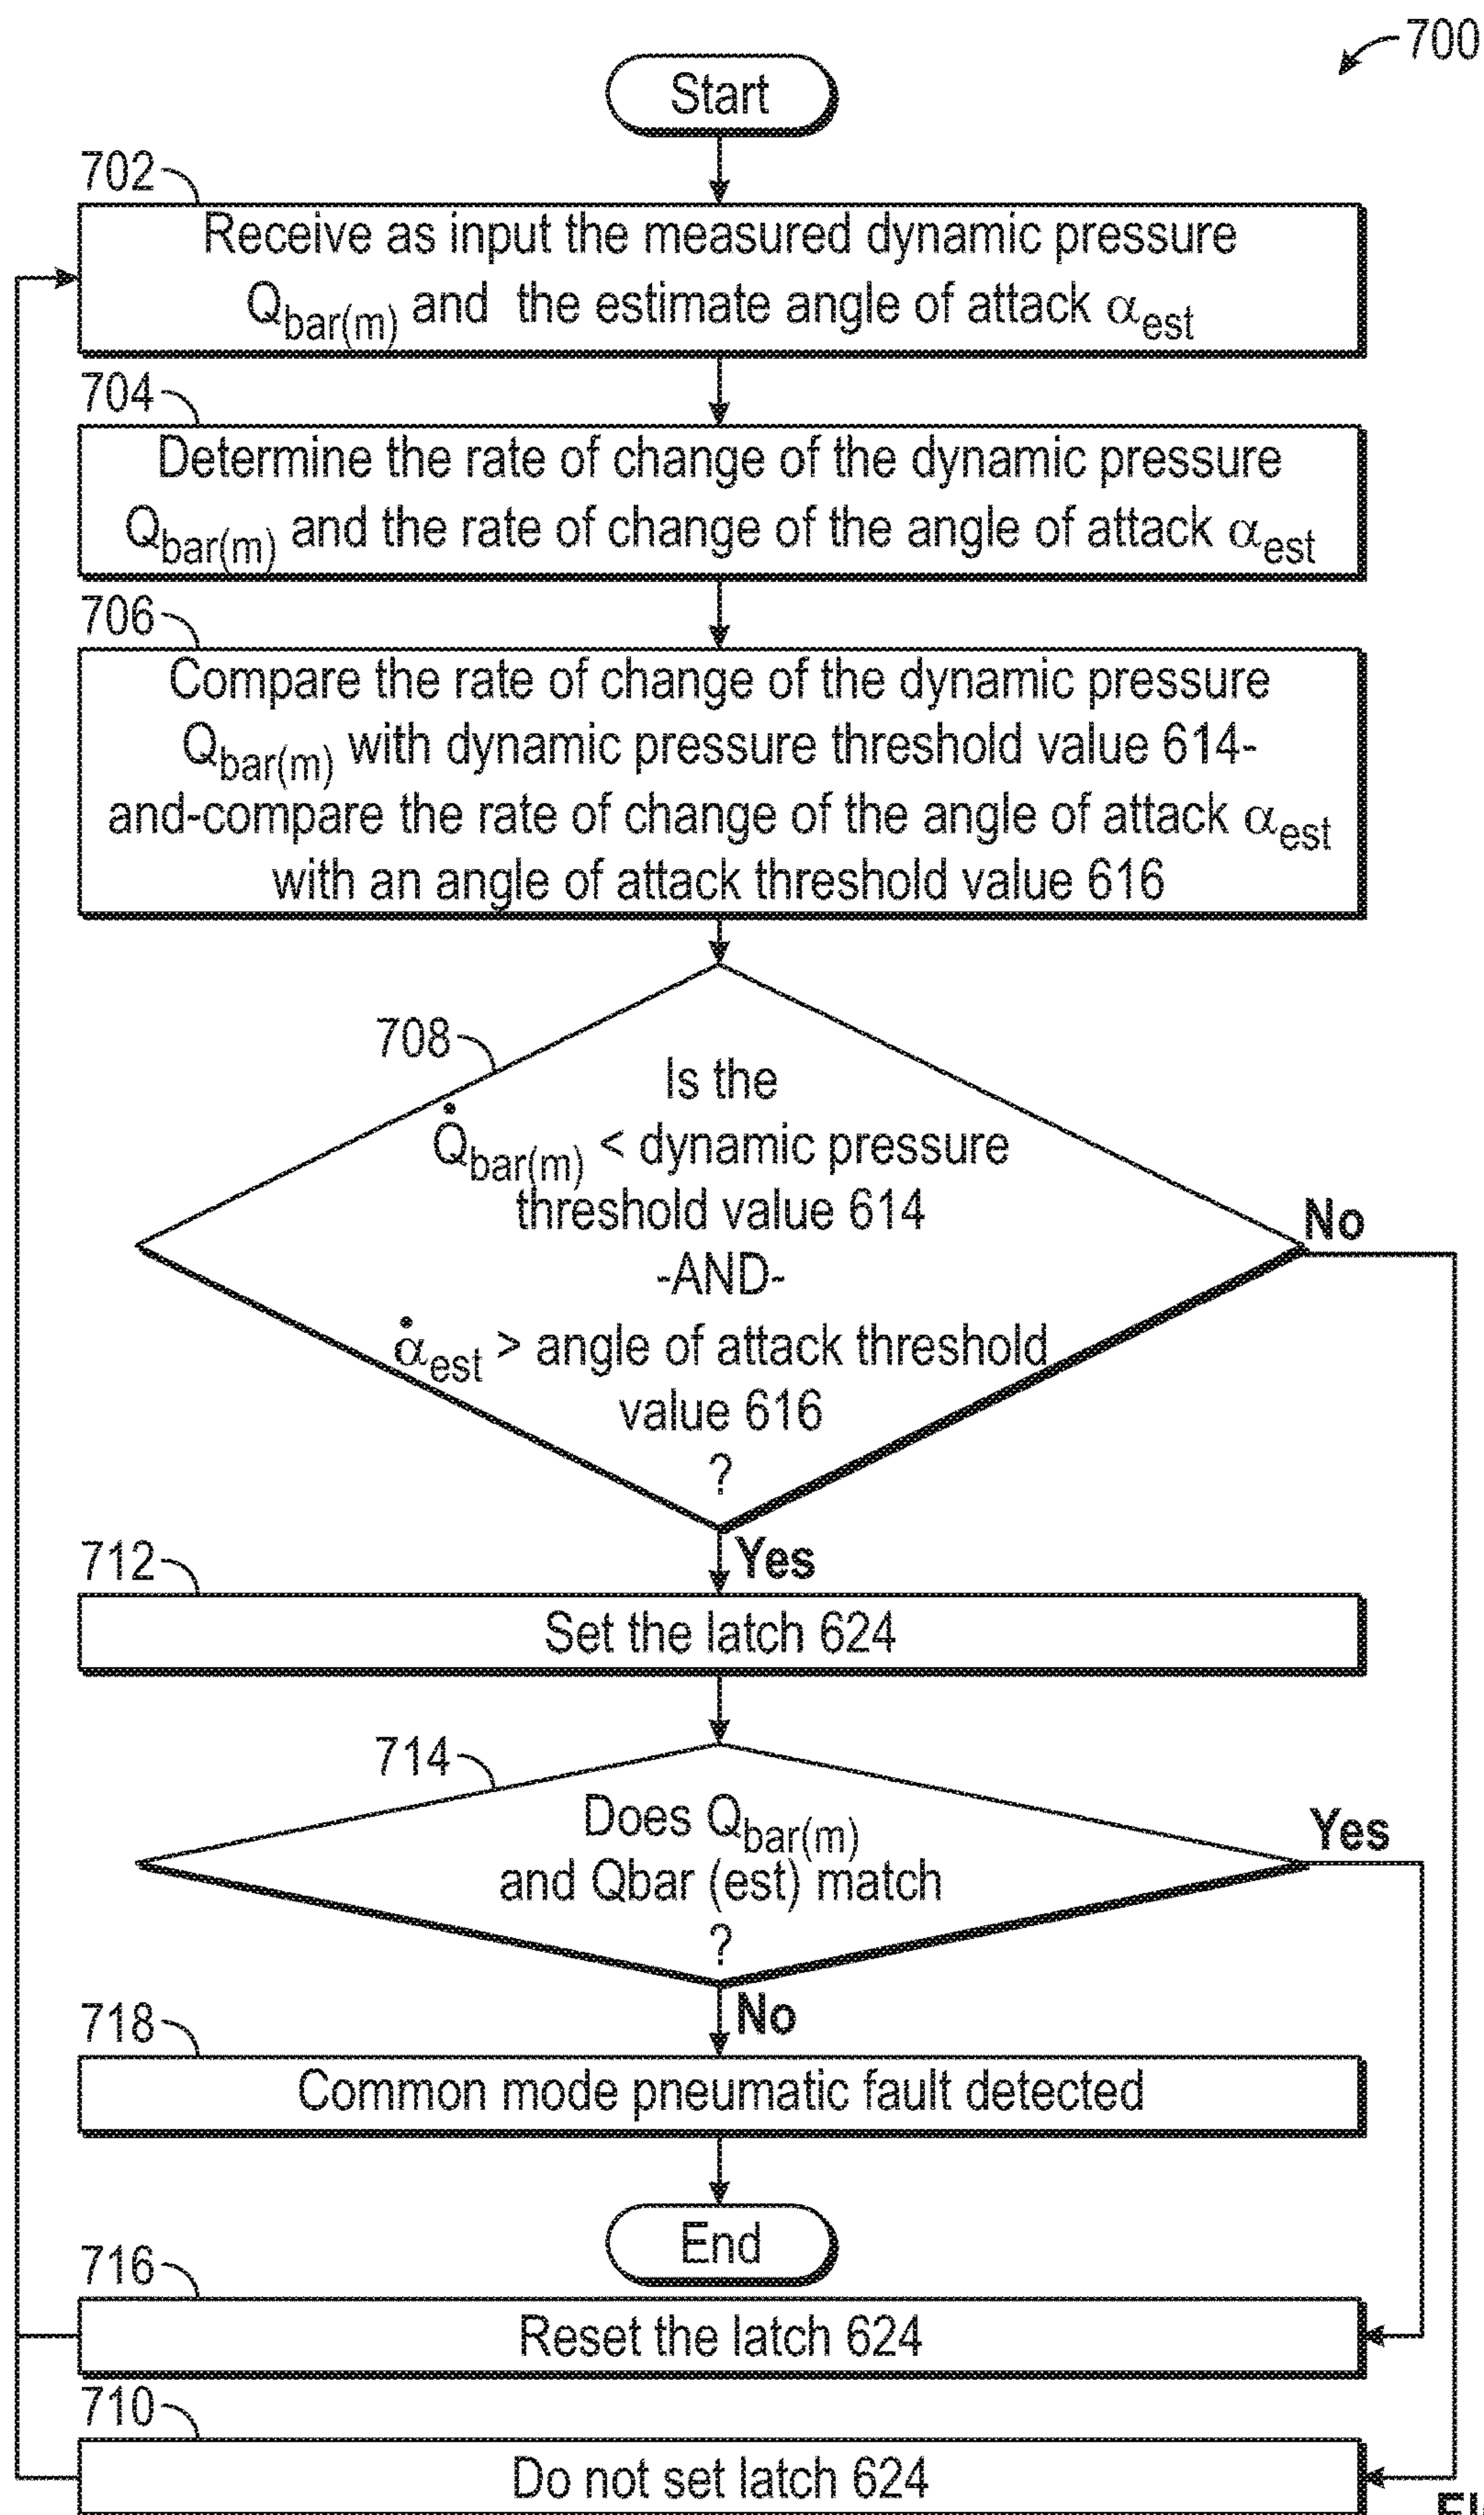 700
Start
702
Receive as input the measured dynamic pressure
Qbar(m) and the estimate angle of attack αest
704
Determine the rate of change of the dynamic pressure
Qbar(m) and the rate of change of the angle of attack αest
706
Compare the rate of change of the dynamic pressure
Qbar(m) with dynamic pressure threshold value 614-
and-compare the rate of change of the angle of attack αest
with an angle of attack threshold value 616
708
Is the
Q̇bar(m) < dynamic pressure
threshold value 614
No
-AND-
α̇est > angle of attack threshold
value 616
?
Yes
712
Set the latch 624
714
Does Qbar(m)
Yes
and Qbar (est) match
?
No
718
Common mode pneumatic fault detected
End
716
Reset the latch 624
710
Do not set latch 624